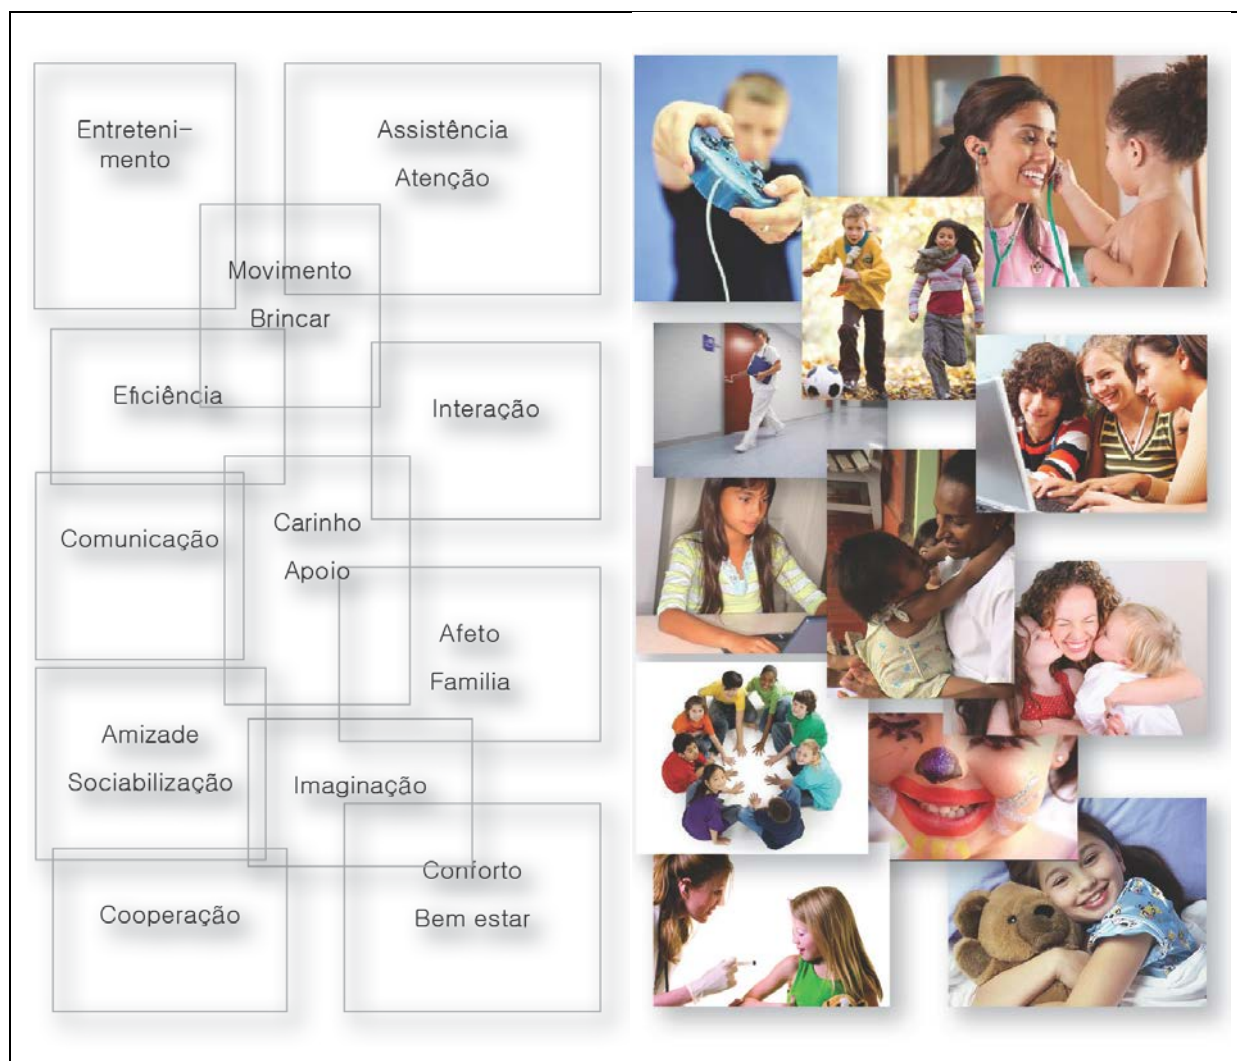 Entreteni-
mento
Assistência
Atenção
Movimento
Brincar
Eficiência
Interação
Comunicação
Carinho
Apoio
Afeto
Familia
Amizade
Sociabilização
Imaginação
Conforto
Bem estar
Cooperação